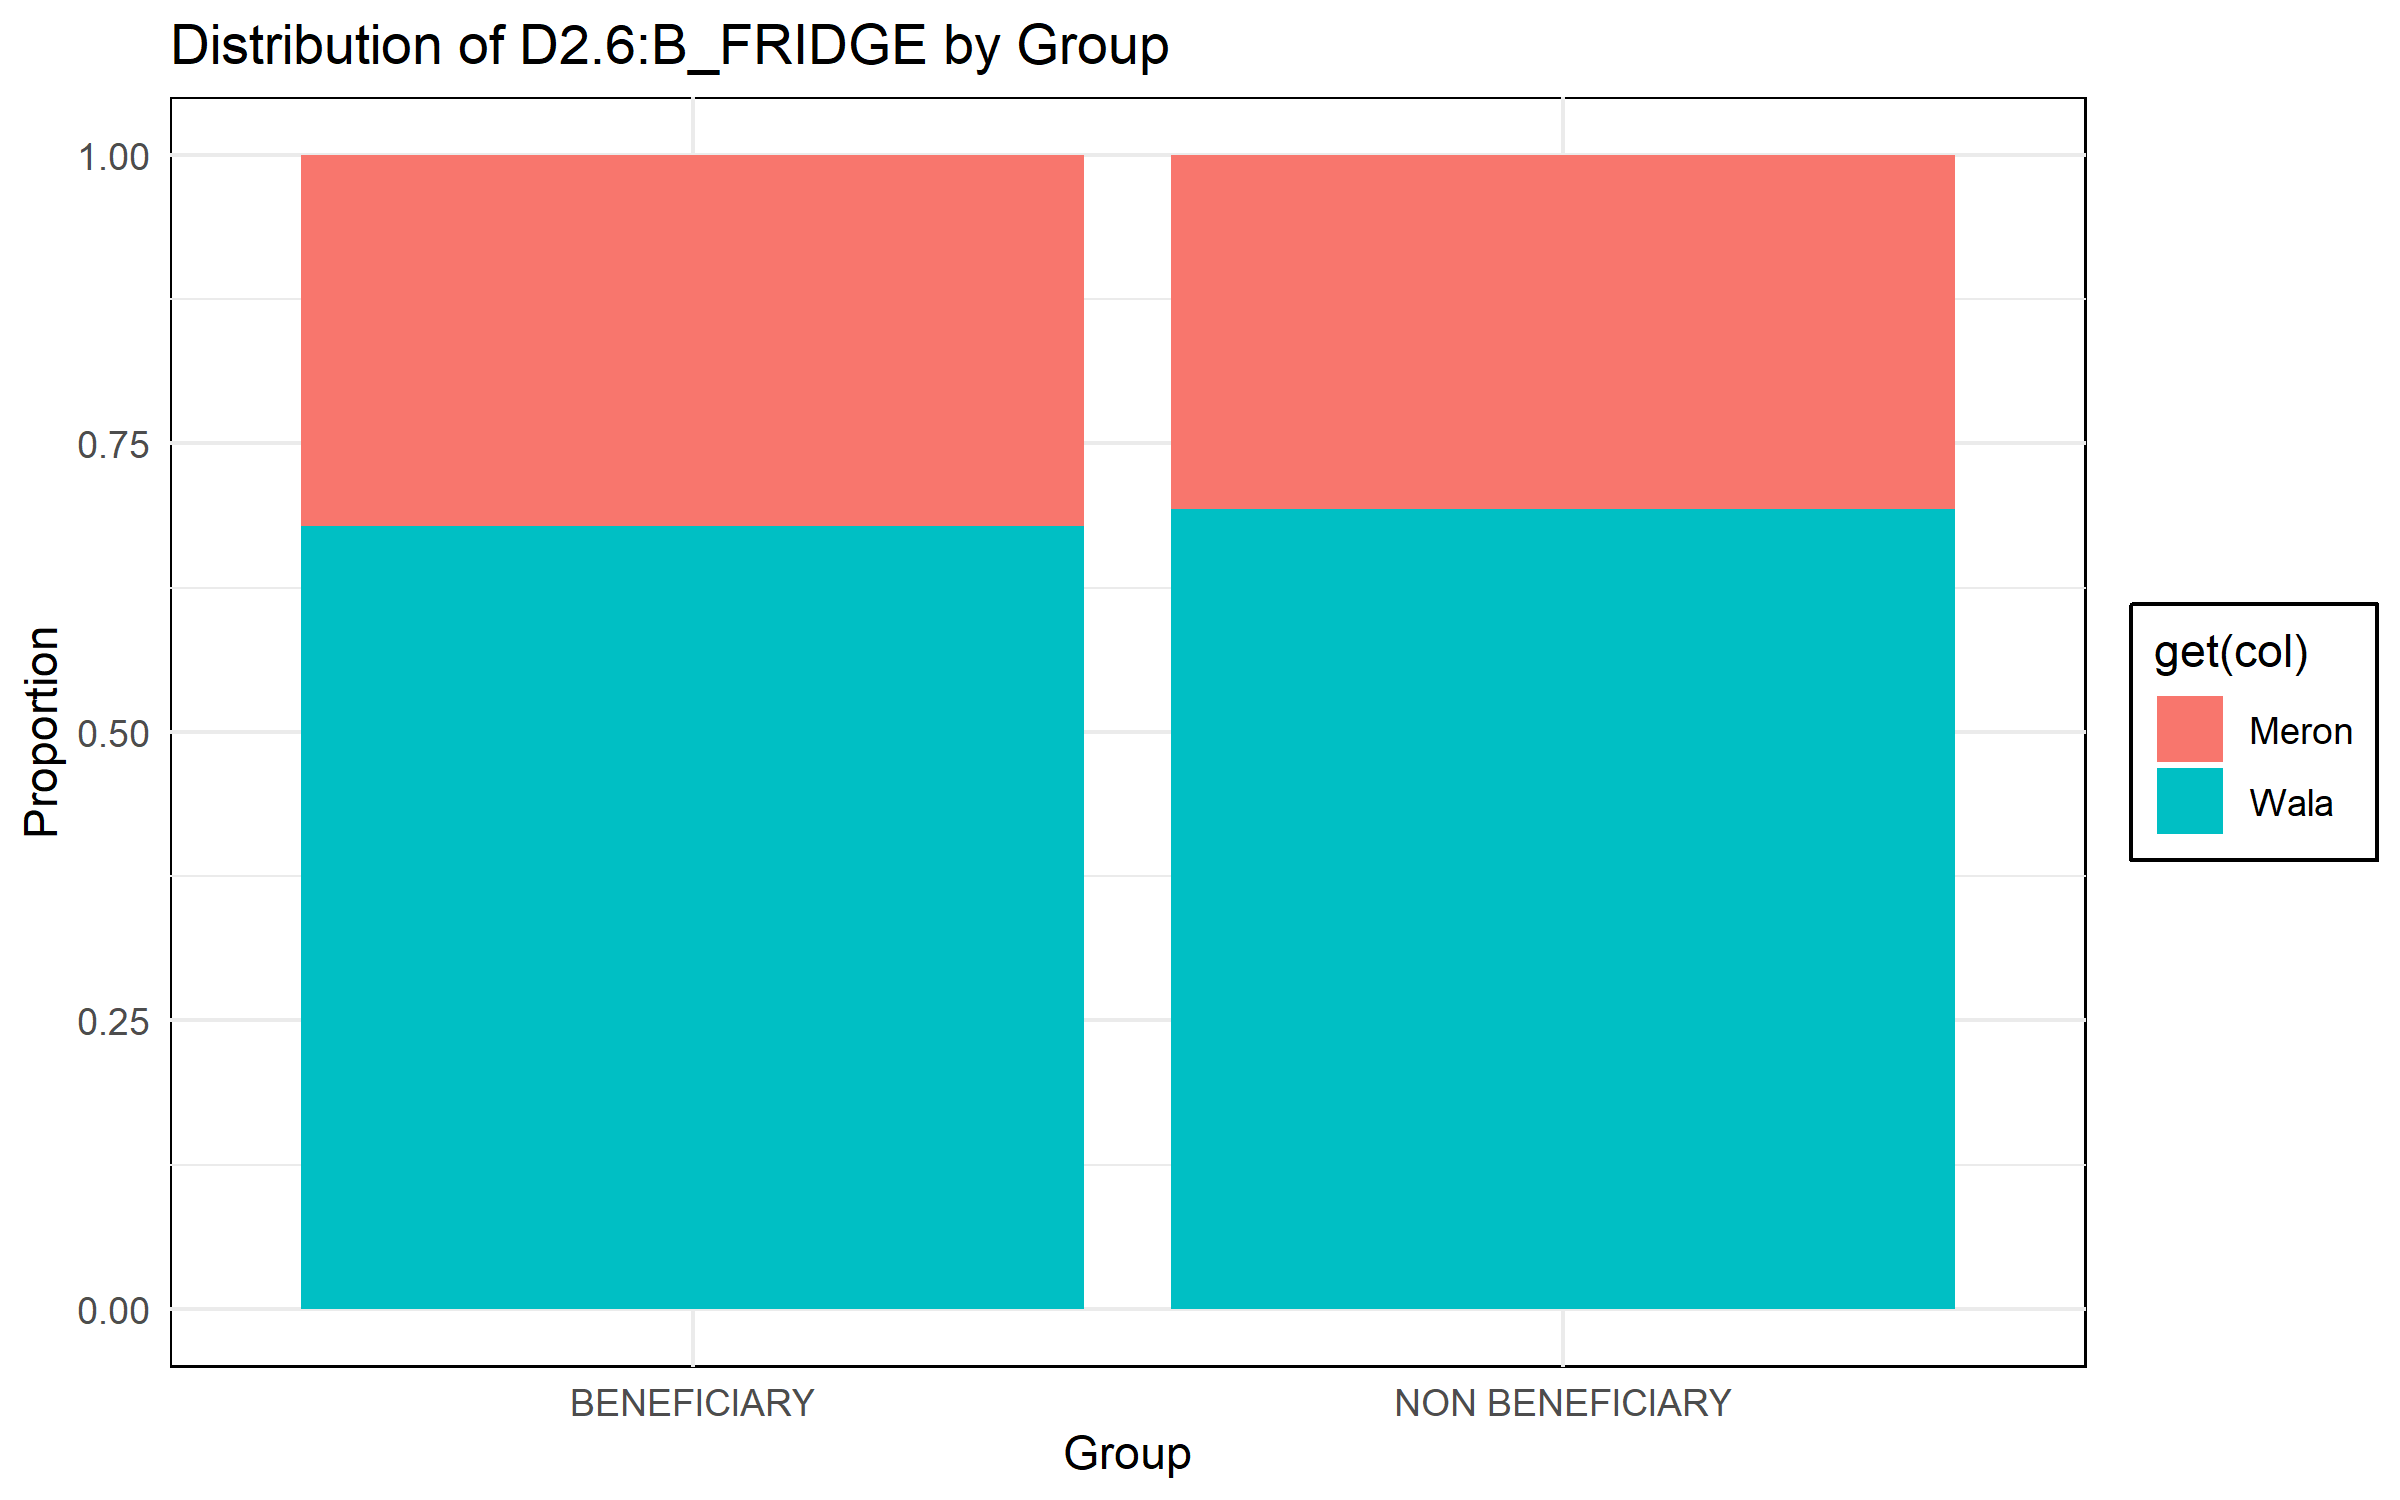 Distribution of D2.6:B_FRIDGE by Group
Proportion
1.00
0.75
0.50
0.25
0.00
BENEFICIARY
NON BENEFICIARY
Group
get(col)
Meron
Wala